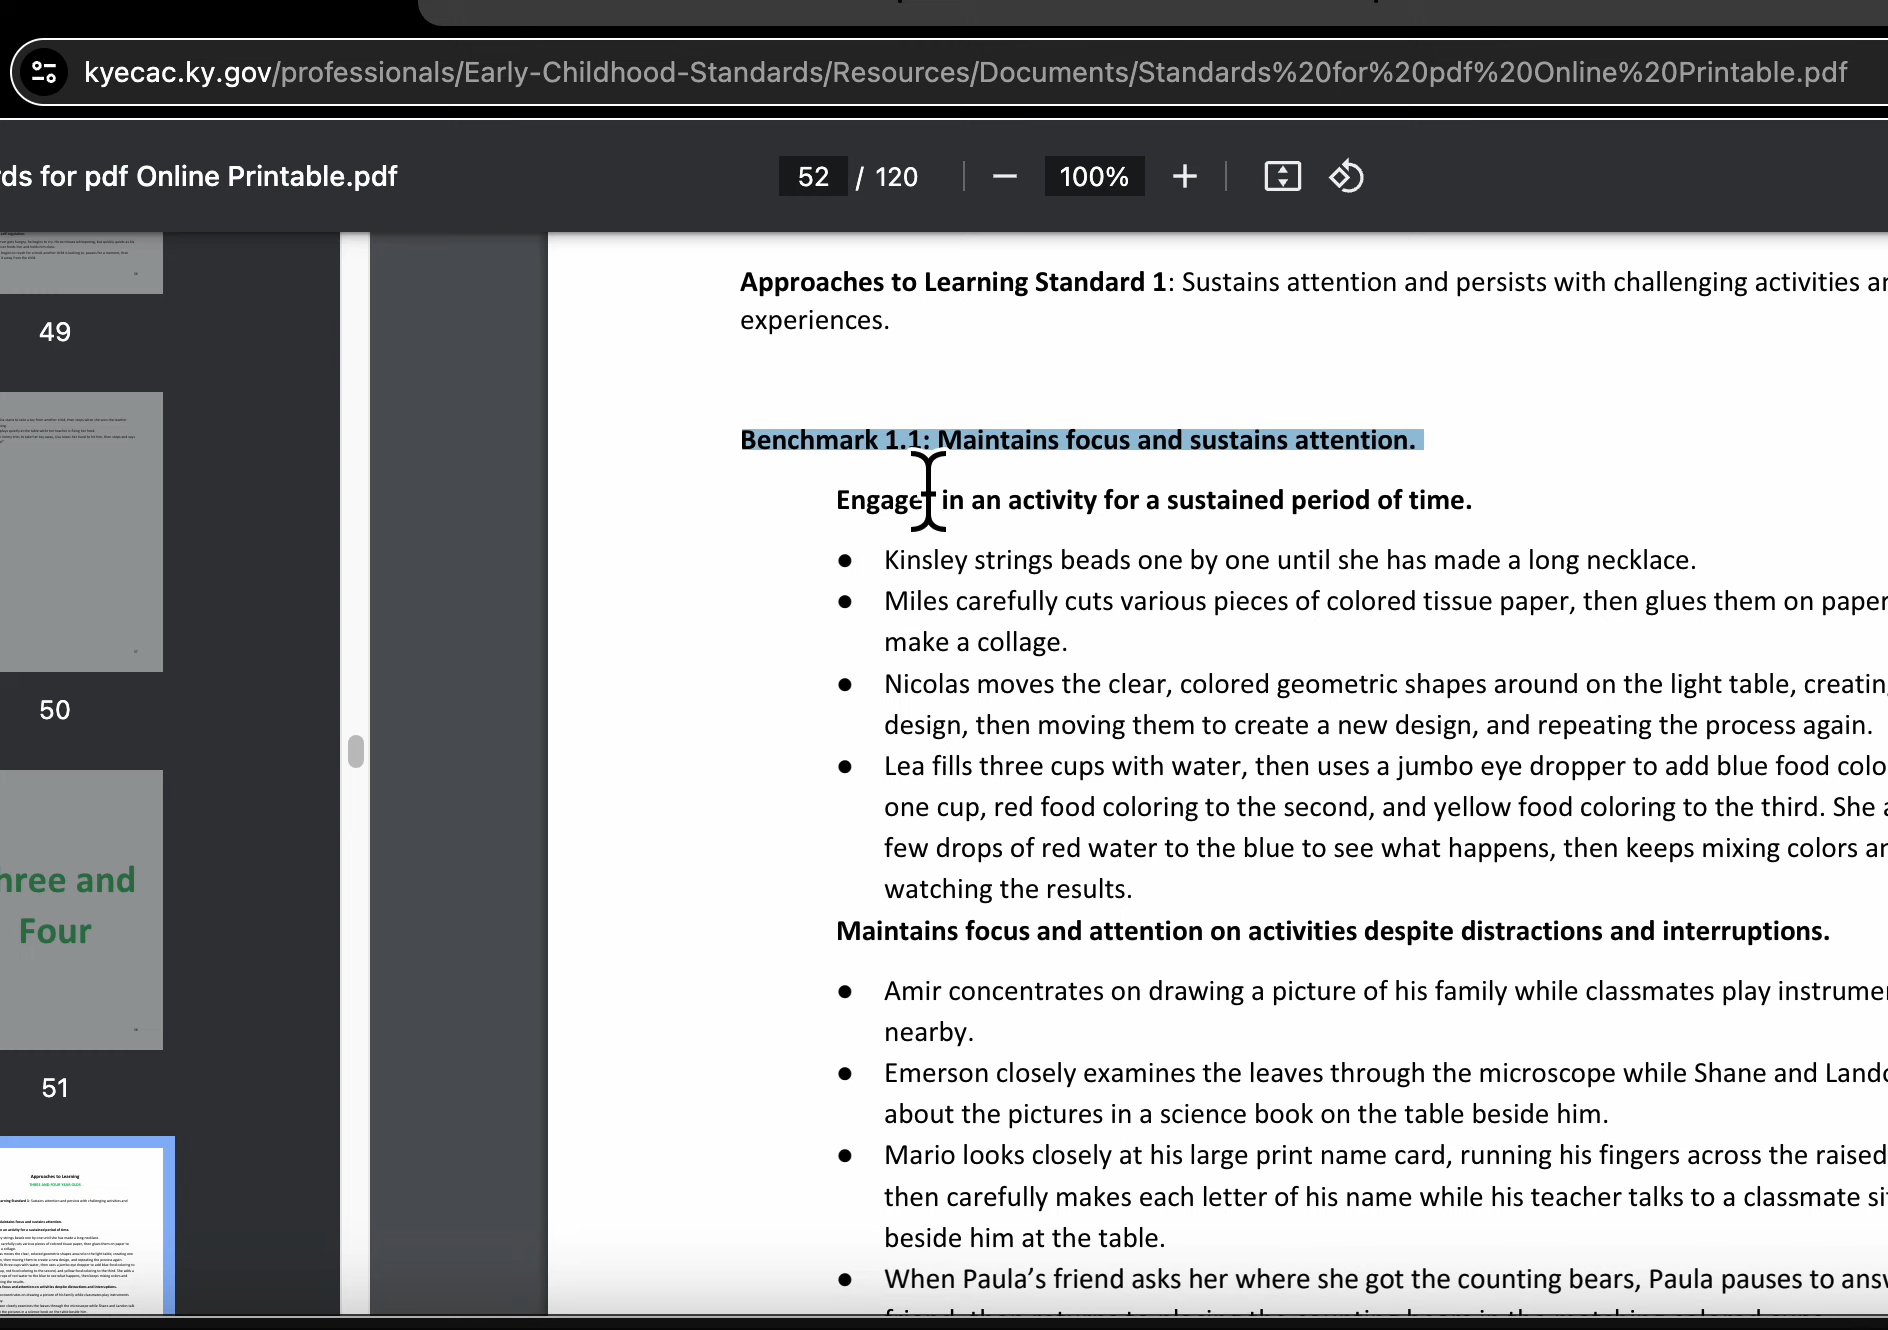 kyecac.ky.gov/professionals/Early-Childhood-Standards/Resources/Documents/Standards%20for%20pdf%20Online%20Printable.pdf
ds for pdf Online Printable.pdf
52 / 120
100%
49
50
hree and
Four
51
Approaches to Learning
THREE AND FOUR YEAR OLDS
Approaches to Learning Standard 1: Sustains attention and persists with challenging activities
experiences.
Benchmark 1.1: Maintains focus and sustains attention.
Engage in an activity for a sustained period of time.
● Kinsley strings beads one by one until she has made a long necklace.
● Miles carefully cuts various pieces of colored tissue paper, then glues them on paper
make a collage.
● Nicolas moves the clear, colored geometric shapes around on the light table, creatin
design, then moving them to create a new design, and repeating the process again.
● Lea fills three cups with water, then uses a jumbo eye dropper to add blue food colo
one cup, red food coloring to the second, and yellow food coloring to the third. She
few drops of red water to the blue to see what happens, then keeps mixing colors
watching the results.
Maintains focus and attention on activities despite distractions and interruptions.
● Amir concentrates on drawing a picture of his family while classmates play instrume
nearby.
● Emerson closely examines the leaves through the microscope while Shane and Land
about the pictures in a science book on the table beside him.
● Mario looks closely at his large print name card, running his fingers across the raised
then carefully makes each letter of his name while his teacher talks to a classmate si
beside him at the table.
● When Paula’s friend asks her where she got the counting bears, Paula pauses to ans